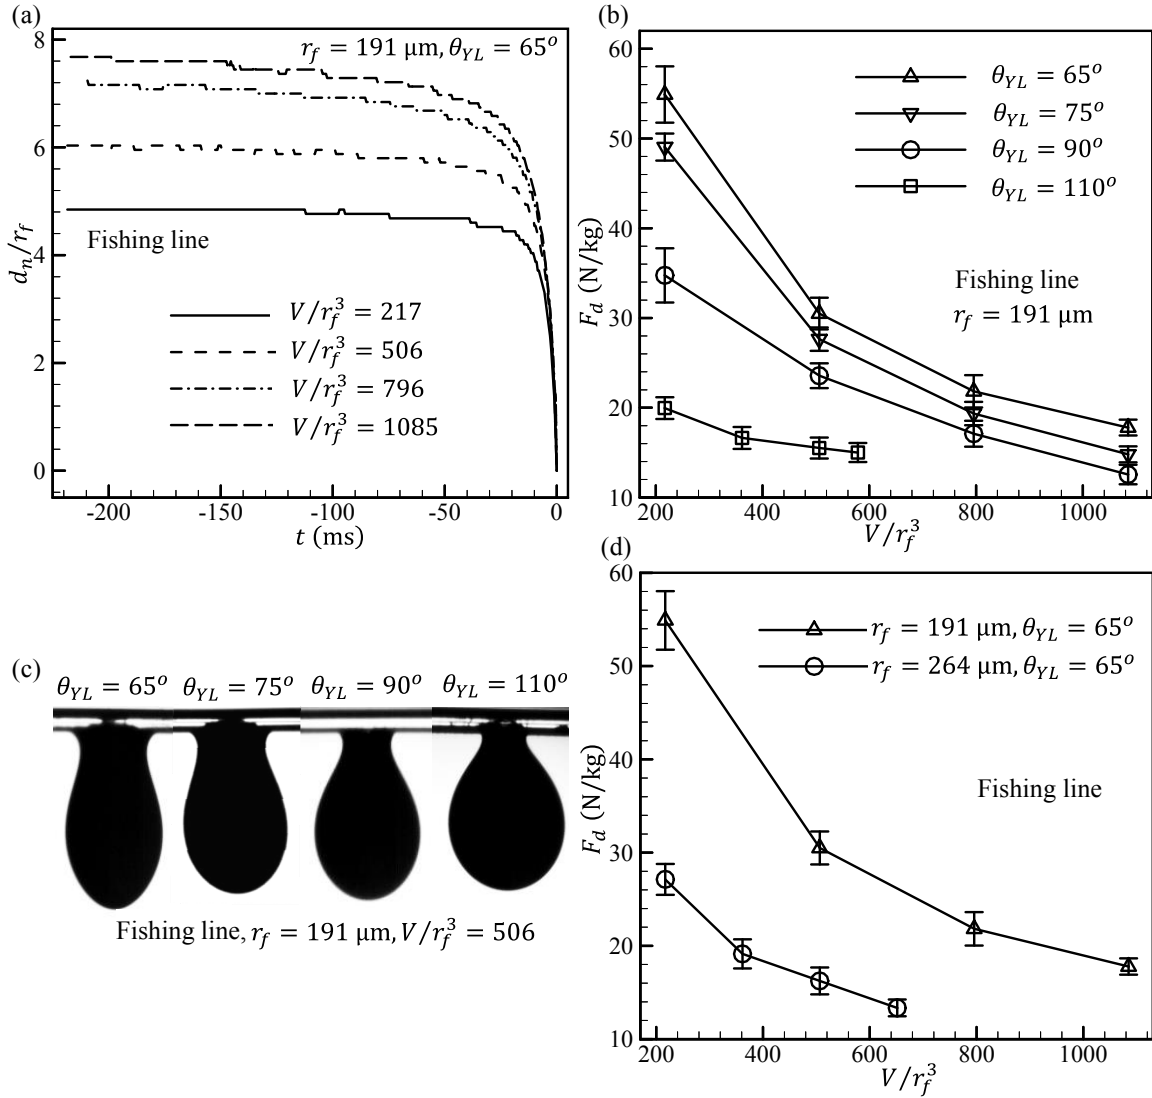 (a)
r_f = 191 μm, θ_YL = 65°
8
6
4
2
0
d_n/r_f
Fishing line
V/r_f^3 = 217
V/r_f^3 = 506
V/r_f^3 = 796
V/r_f^3 = 1085
-200
-150
-100
-50
0
t (ms)
(b)
60
50
40
30
20
10
F_d (N/kg)
θ_YL = 65°
θ_YL = 75°
θ_YL = 90°
θ_YL = 110°
Fishing line
r_f = 191 μm
200
400
600
800
1000
V/r_f^3
(c)
θ_YL = 65°
θ_YL = 75°
θ_YL = 90°
θ_YL = 110°
Fishing line, r_f = 191 μm, V/r_f^3 = 506
(d)
60
50
40
30
20
10
F_d (N/kg)
r_f = 191 μm, θ_YL = 65°
r_f = 264 μm, θ_YL = 65°
Fishing line
200
400
600
800
1000
V/r_f^3